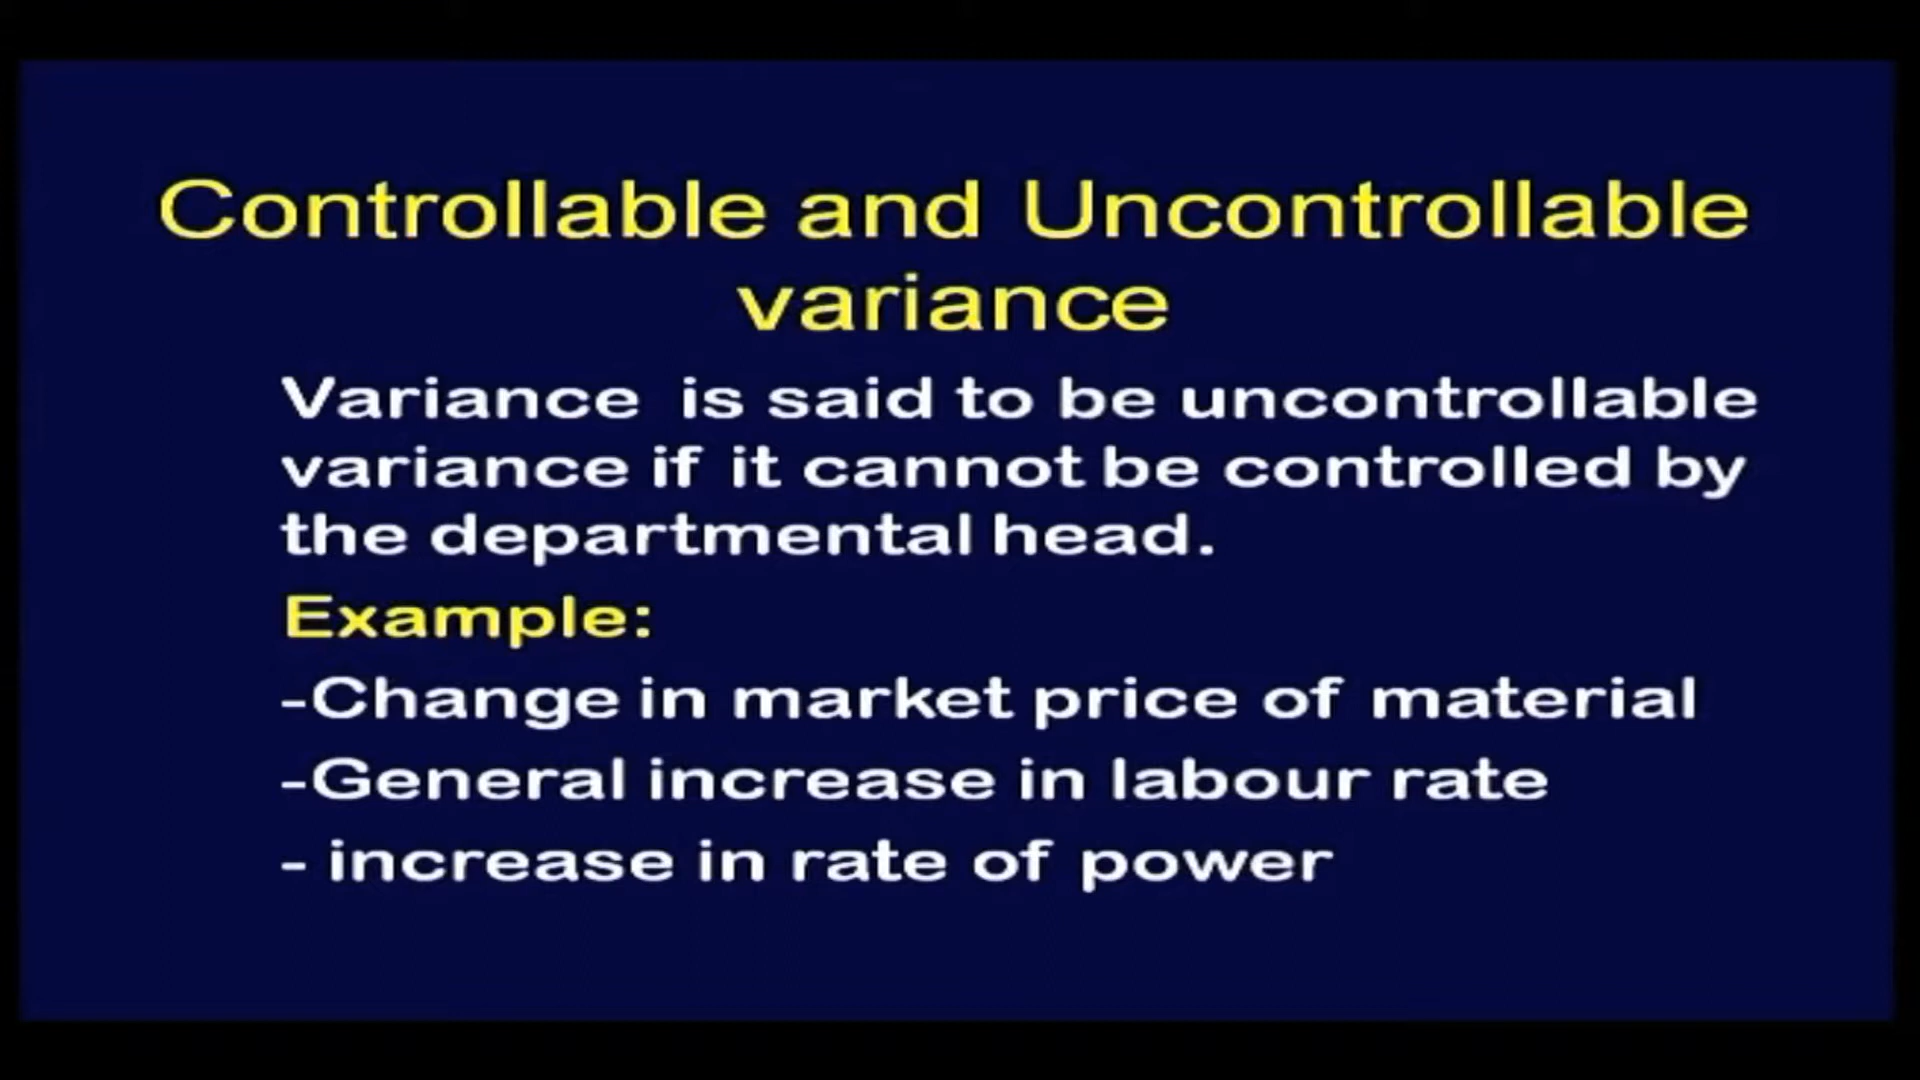 Controllable and Uncontrollable
variance
Variance is said to be uncontrollable
variance if it cannot be controlled by
the departmental head.
Example:
-Change in market price of material
-General increase in labour rate
- increase in rate of power